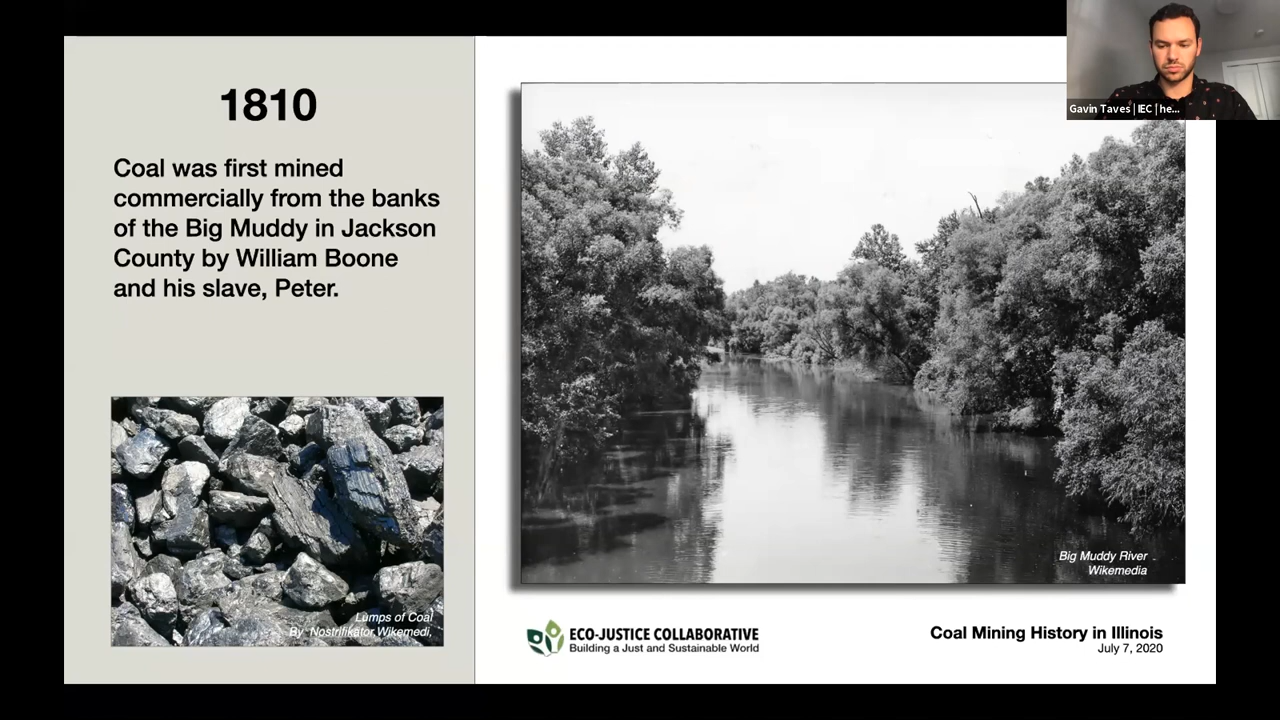 1810
Coal was first mined
commercially from the banks
of the Big Muddy in Jackson
County by William Boone
and his slave, Peter.
Lumps of Coal
By Nostrifikator,Wikemedi,
Gavin Taves | IEC | he...
Big Muddy River
Wikemedia
ECO-JUSTICE COLLABORATIVE
Building a Just and Sustainable World
Coal Mining History in Illinois
July 7, 2020